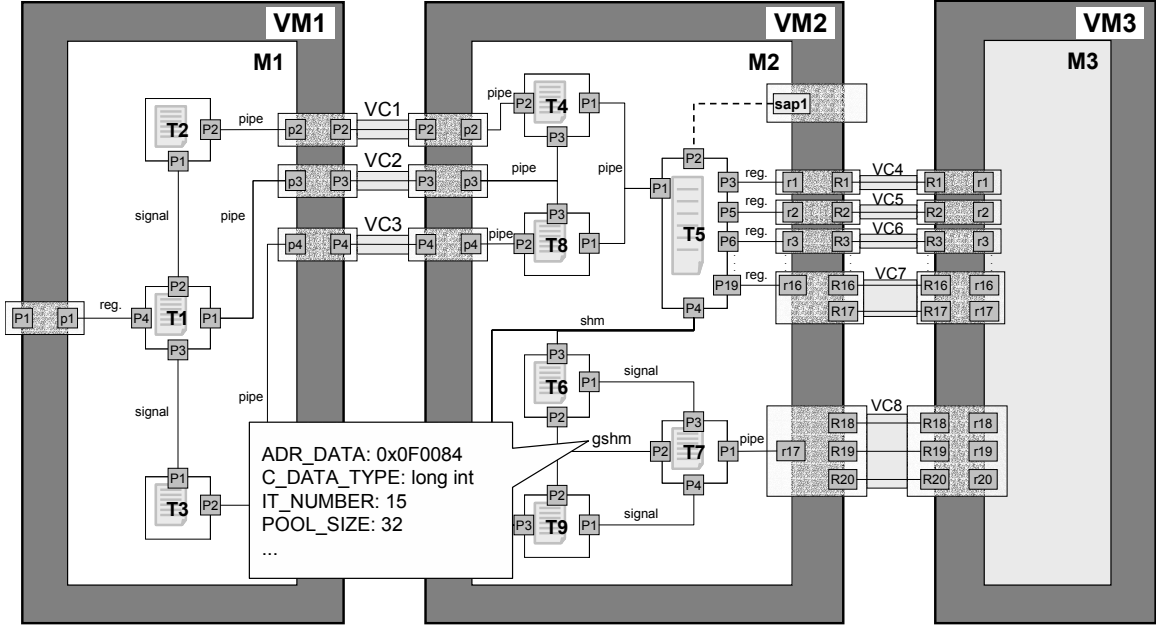 VM1
VM2
VM3
M1
M2
M3
sap1
T2
P2
pipe
P1
p2
P2
VC1
P2
p2
pipe
P2
T4
P1
P3
p3
P3
VC2
P3
p3
pipe
pipe
pipe
signal
p4
P4
VC3
P4
p4
pipe
P2
P3
T8
P1
P2
P1
T5
P3
P5
P6
P19
P4
reg.
r1
R1
VC4
R1
r1
reg.
r2
R2
VC5
R2
r2
reg.
r3
R3
VC6
R3
r3
reg.
r16
R16
VC7
R16
r16
R17
R17
r17
P1
p1
reg.
P4
P2
T1
P1
P3
shm
signal
pipe
P3
T6
P1
P2
signal
P1
T3
P2
ADR_DATA: 0x0F0084
C_DATA_TYPE: long int
IT_NUMBER: 15
POOL_SIZE: 32
...
gshm
P2
P3
T7
P1
P4
pipe
r17
P2
P3
T9
P1
signal
R18
VC8
R18
r18
R19
R19
r19
R20
R20
r20